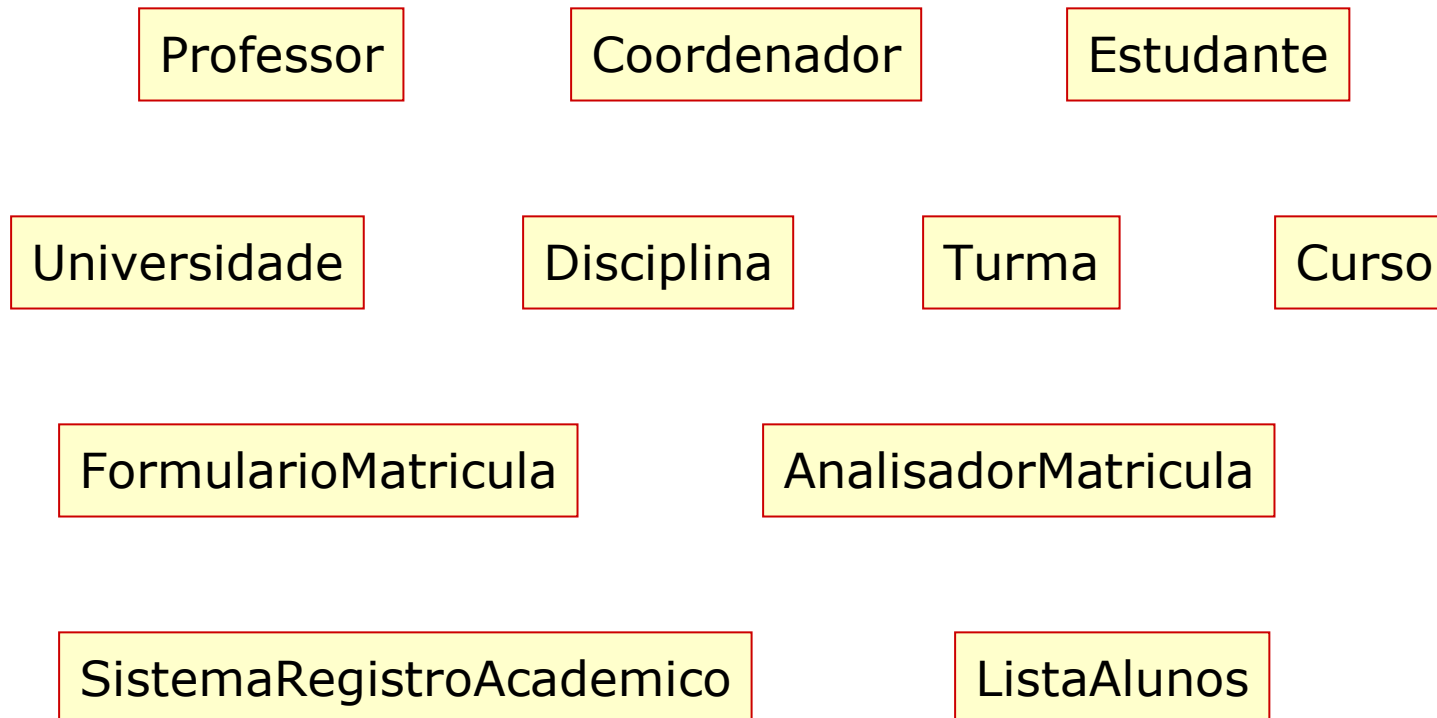 Professor Coordenador Estudante
Universidade Disciplina Turma Curso
FormularioMatricula AnalisadorMatricula
SistemaRegistroAcademico ListaAlunos